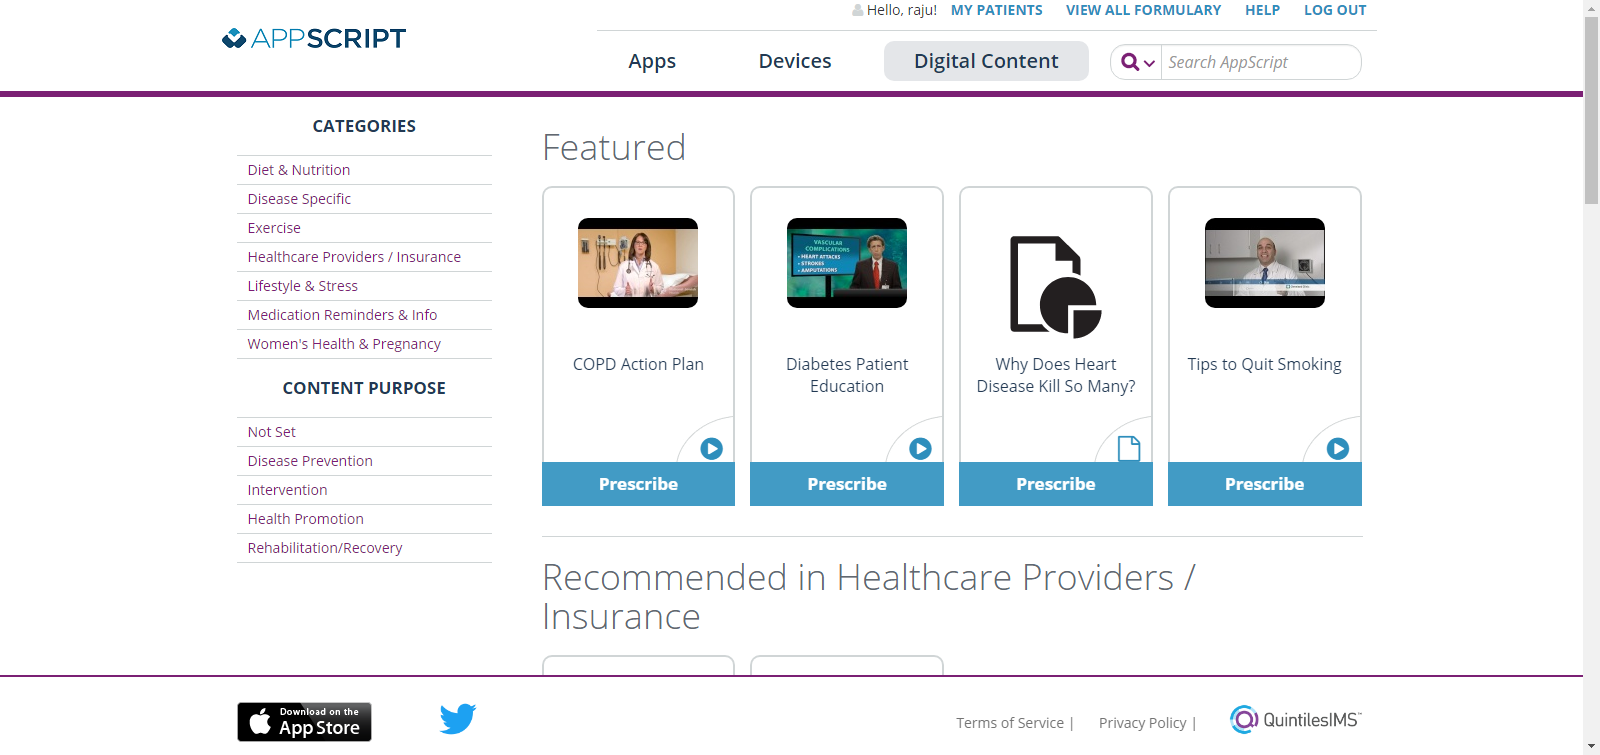 Hello, raju! MY PATIENTS VIEW ALL FORMULARY HELP LOG OUT
APPSCRIPT
Apps Devices Digital Content Search AppScript
CATEGORIES
Diet & Nutrition
Disease Specific
Exercise
Healthcare Providers / Insurance
Lifestyle & Stress
Medication Reminders & Info
Women's Health & Pregnancy
CONTENT PURPOSE
Not Set
Disease Prevention
Intervention
Health Promotion
Rehabilitation/Recovery
Featured
VASCULAR
COMPLICATIONS
• HEART ATTACKS
• STROKES
• AMPUTATIONS
COPD Action Plan
Diabetes Patient
Education
Why Does Heart
Disease Kill So Many?
Tips to Quit Smoking
Prescribe Prescribe Prescribe Prescribe
Recommended in Healthcare Providers /
Insurance
Download on the
App Store
Terms of Service |
Privacy Policy |
QuintilesIMS™